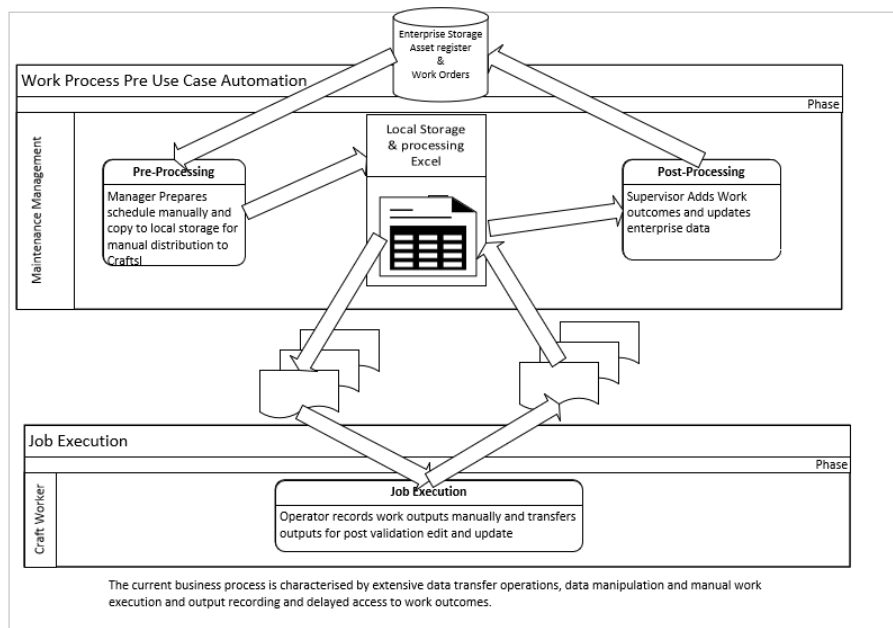 Enterprise Storage
Asset register
&
Work Orders
Work Process Pre Use Case Automation
Phase
Maintenance Management
Pre-Processing
Manager Prepares
schedule manually and
copy to local storage for
manual distribution to
Craftsl
Local Storage
& processing
Excel
Post-Processing
Supervisor Adds Work
outcomes and updates
enterprise data
Job Execution
Phase
Craft Worker
Job Execution
Operator records work outputs manually and transfers
outputs for post validation edit and update
The current business process is characterised by extensive data transfer operations, data manipulation and manual work
execution and output recording and delayed access to work outcomes.